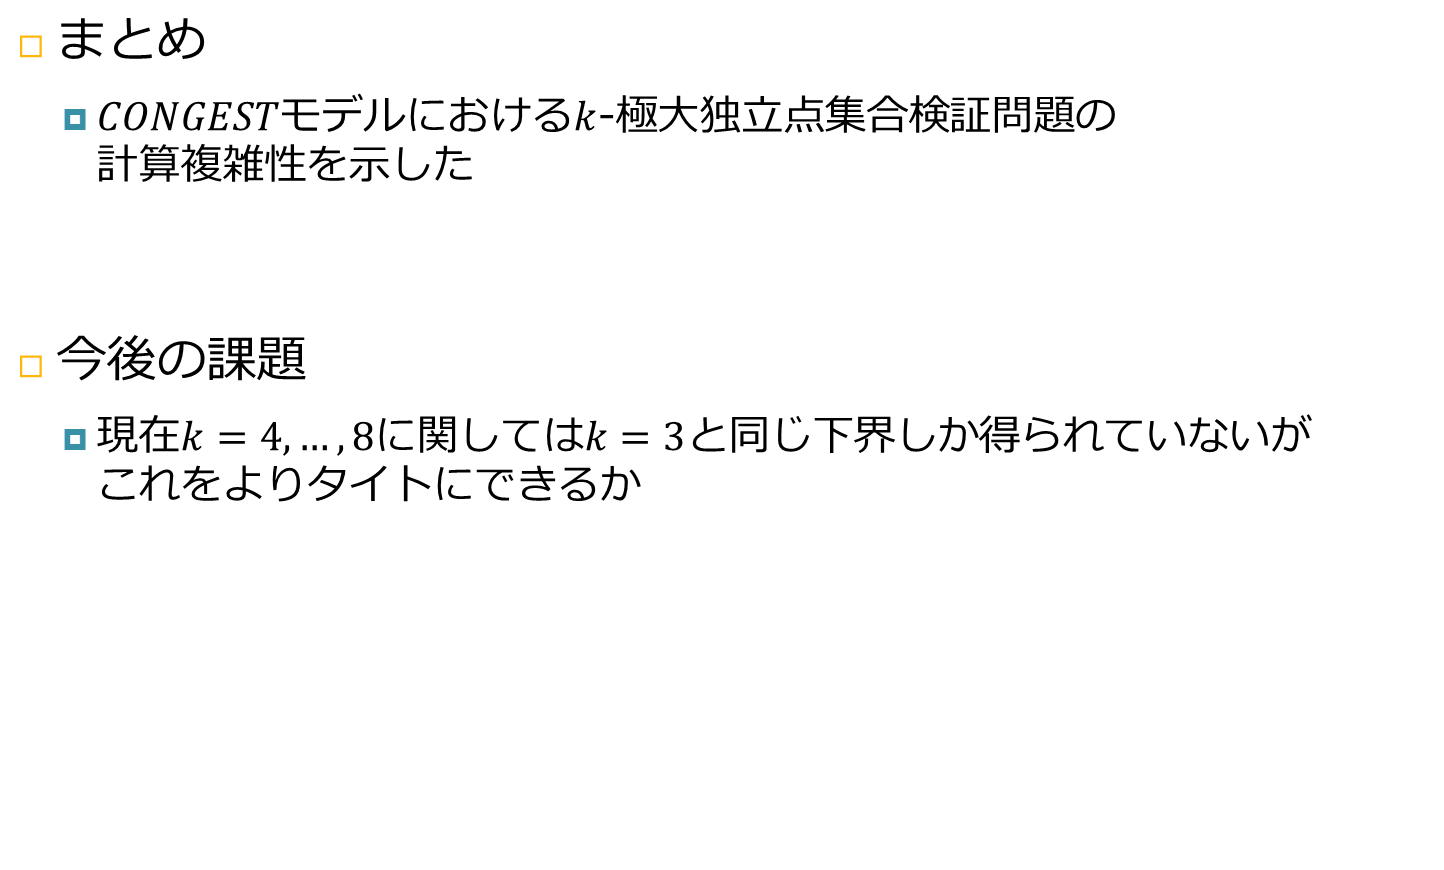 まとめ
CONGESTモデルにおけるk-極大独立点集合検証問題の
計算複雑性を示した
今後の課題
現在k = 4, … , 8に関してはk = 3と同じ下界しか得られていないが
これをよりタイトにできるか